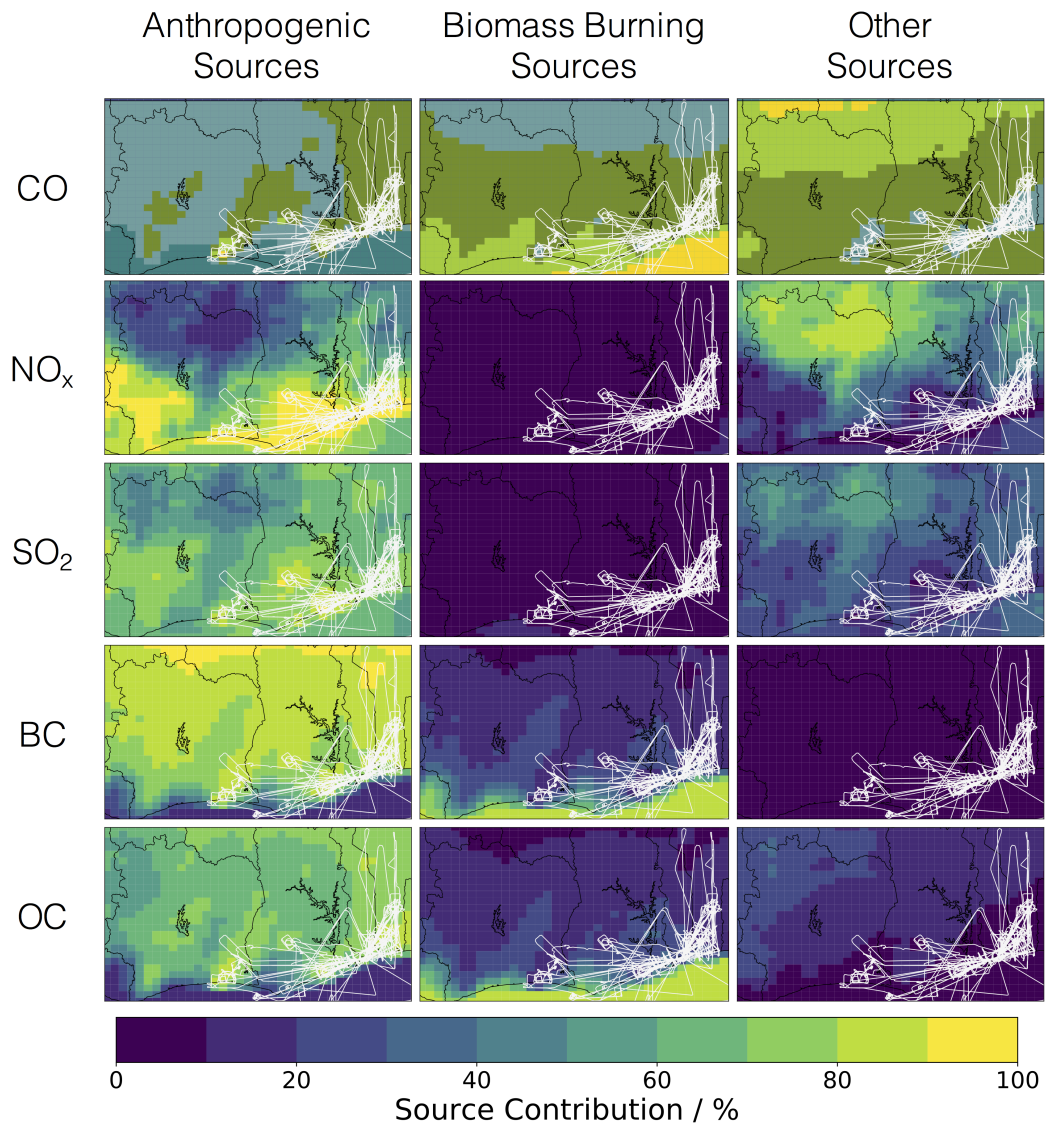 Anthropogenic
Sources
Biomass Burning
Sources
Other
Sources
CO
NOx
SO2
BC
OC
0 20 40 60 80 100
Source Contribution / %